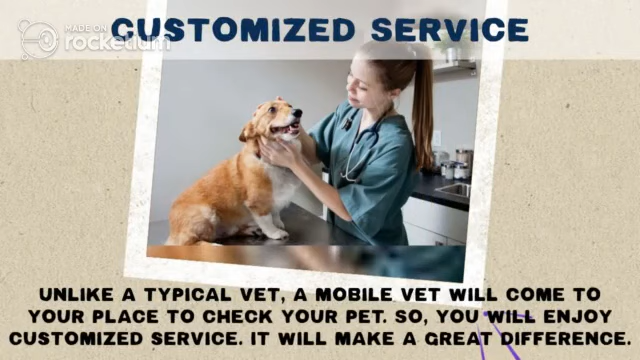 CUSTOMIZED SERVICE
MADE ON
rocketium
UNLIKE A TYPICAL VET, A MOBILE VET WILL COME TO
YOUR PLACE TO CHECK YOUR PET. SO, YOU WILL ENJOY
CUSTOMIZED SERVICE. IT WILL MAKE A GREAT DIFFERENCE.